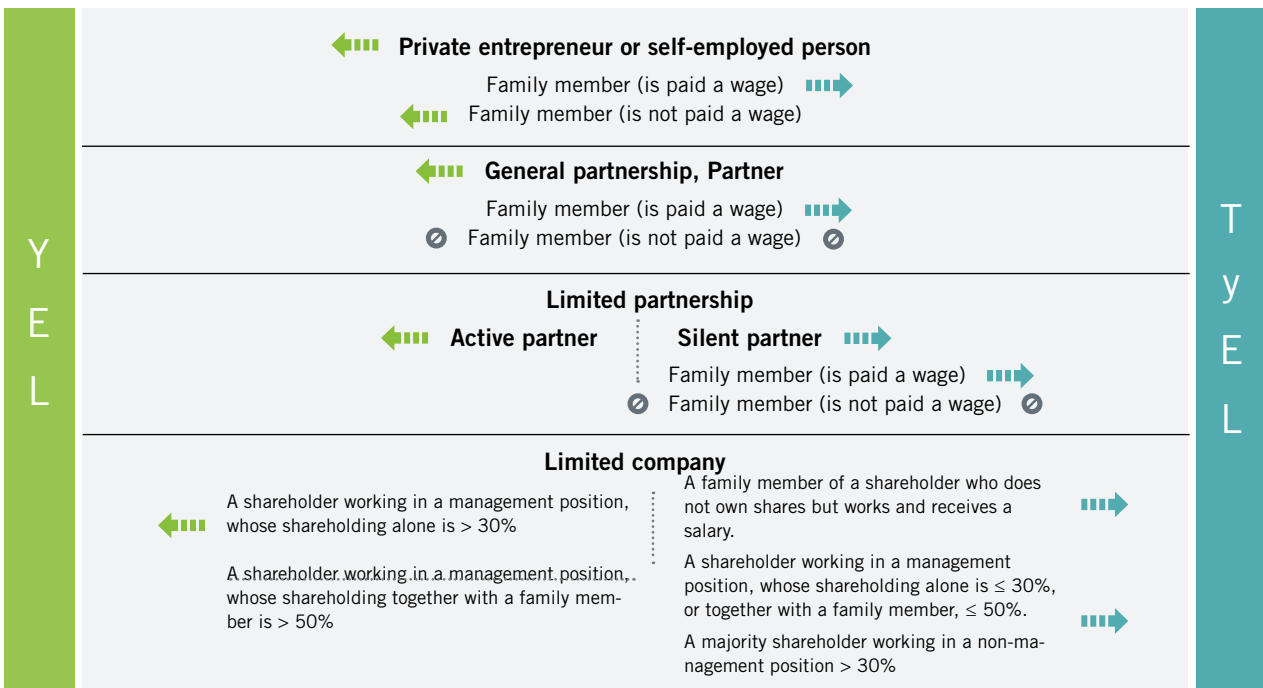 Y
E
L
Private entrepreneur or self-employed person
Family member (is paid a wage)
Family member (is not paid a wage)
General partnership, Partner
Family member (is paid a wage)
Family member (is not paid a wage)
Limited partnership
Active partner
Silent partner
Family member (is paid a wage)
Family member (is not paid a wage)
Limited company
A shareholder working in a management position,
whose shareholding alone is > 30%
A shareholder working in a management position,
whose shareholding together with a family mem-
ber is > 50%
A family member of a shareholder who does
not own shares but works and receives a
salary.
A shareholder working in a management
position, whose shareholding alone is ≤ 30%,
or together with a family member, ≤ 50%.
A majority shareholder working in a non-ma-
nagement position > 30%
T
y
E
L